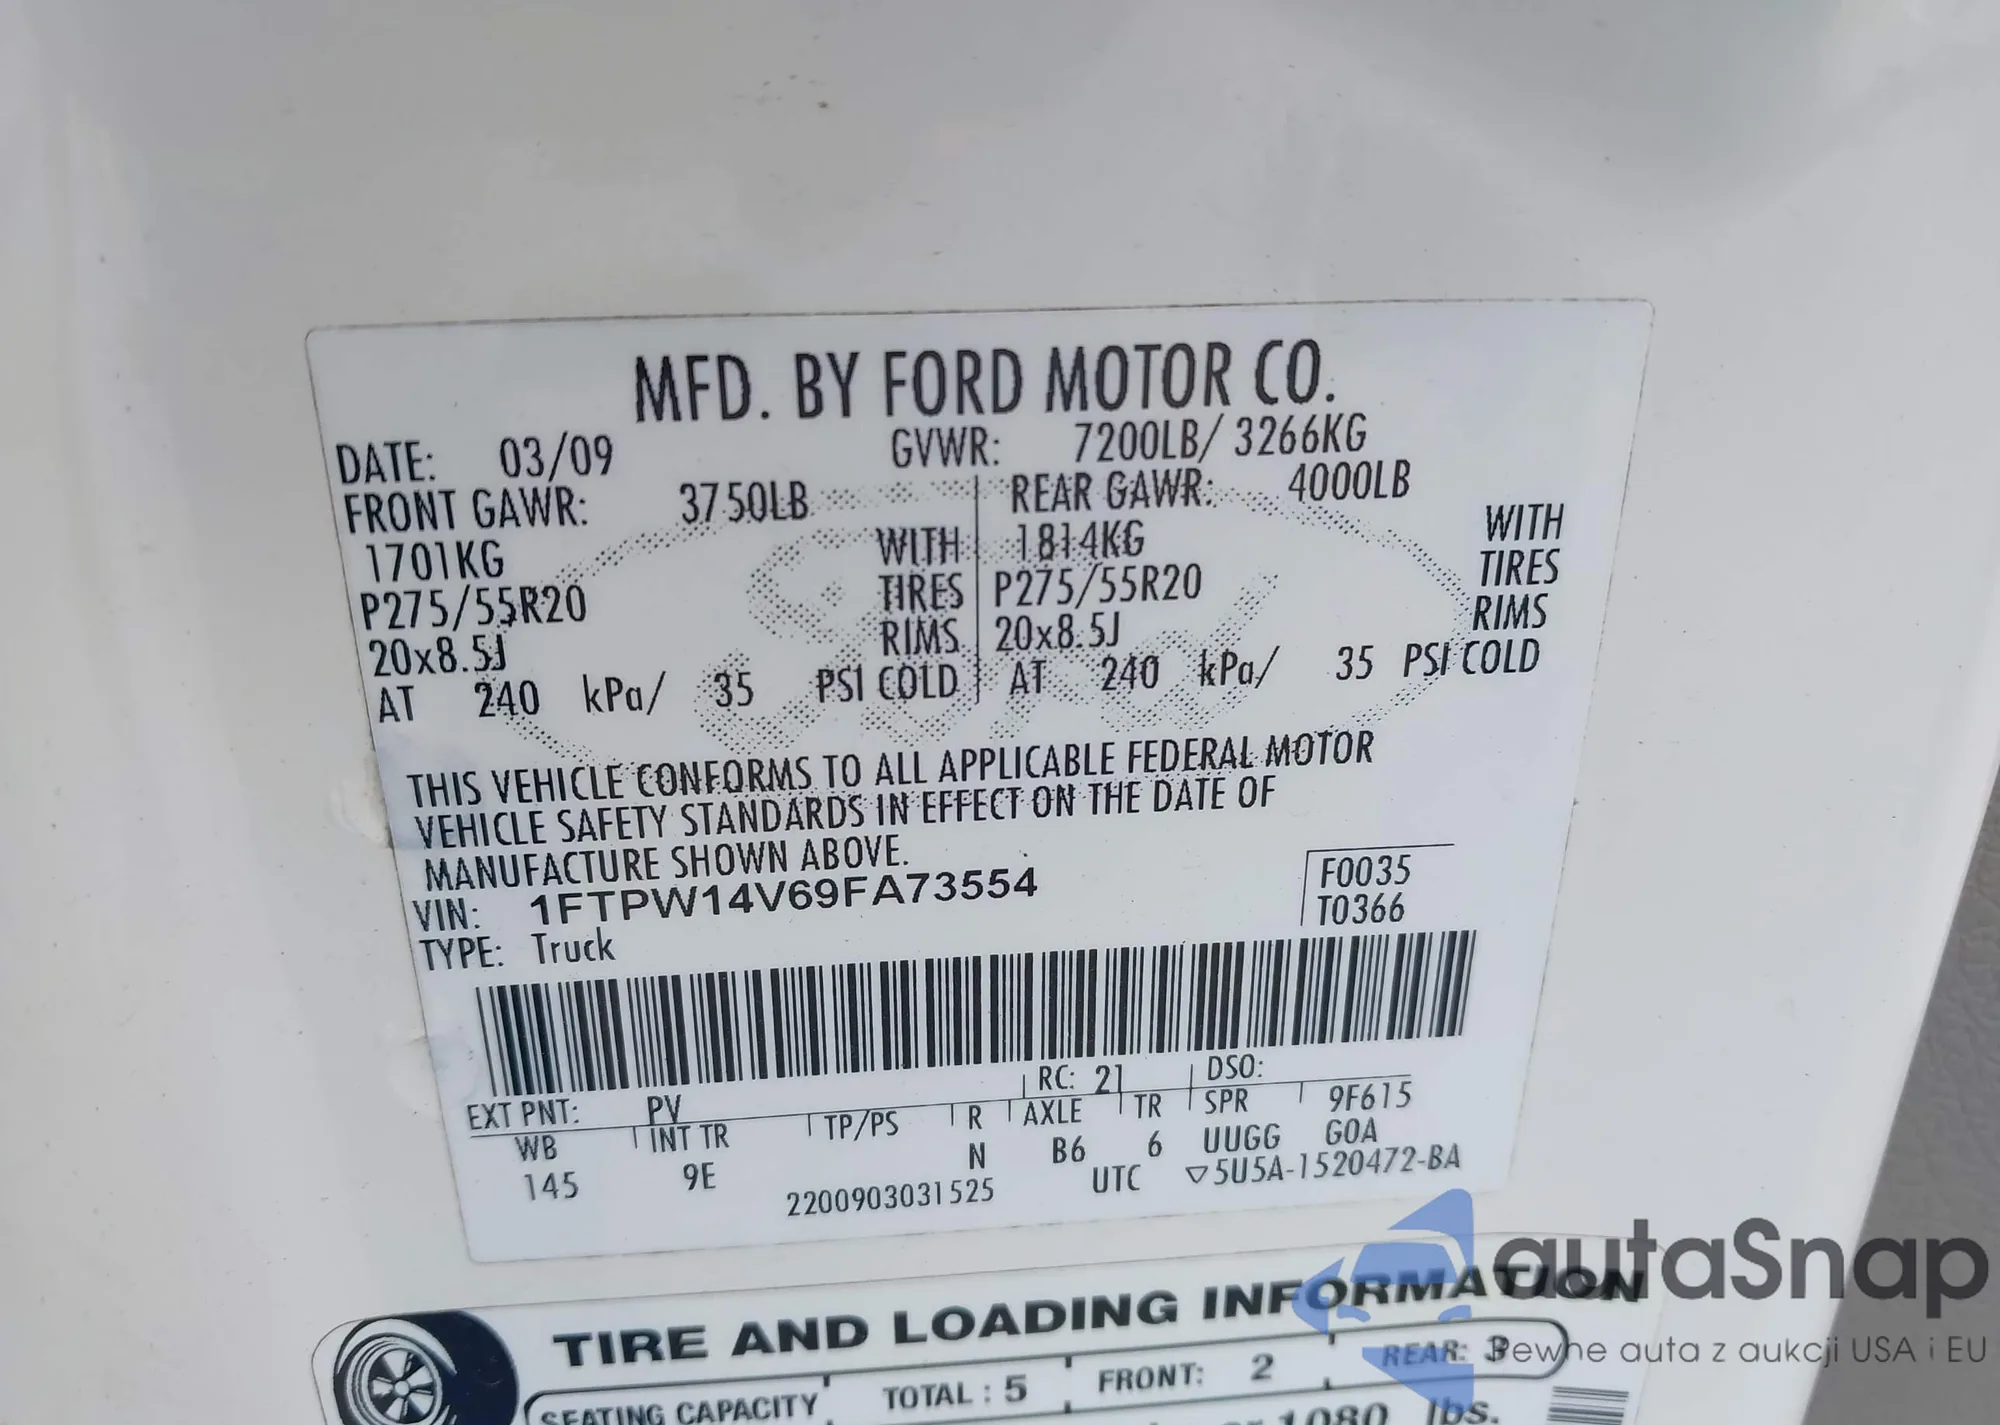 MFD. BY FORD MOTOR CO.
DATE: 03/09 GVWR: 7200LB/ 3266KG
FRONT GAWR: 3750LB REAR GAWR: 4000LB
1701KG WITH 1814KG WITH
P275/55R20 TIRES P275/55R20 TIRES
20x8.5J RIMS 20x8.5J RIMS
AT 240 kPa/ 35 PSI COLD AT 240 kPa/ 35 PSI COLD
THIS VEHICLE CONFORMS TO ALL APPLICABLE FEDERAL MOTOR
VEHICLE SAFETY STANDARDS IN EFFECT ON THE DATE OF
MANUFACTURE SHOWN ABOVE.
VIN: 1FTPW14V69FA73554 F0035
TYPE: Truck T0366
RC: 21 DSO:
EXT PNT: PV
WB INT TR TP/PS R AXLE TR SPR 9F615
145 9E N B6 6 UUGG GOA
2200903031525 UTC ▽5U5A-1520472-BA
TIRE AND LOADING INFORMATION
SEATING CAPACITY TOTAL : 5 FRONT: 2 REAR: 3
1080 lbs.
autaSnap
Pewne auta z aukcji USA i EU